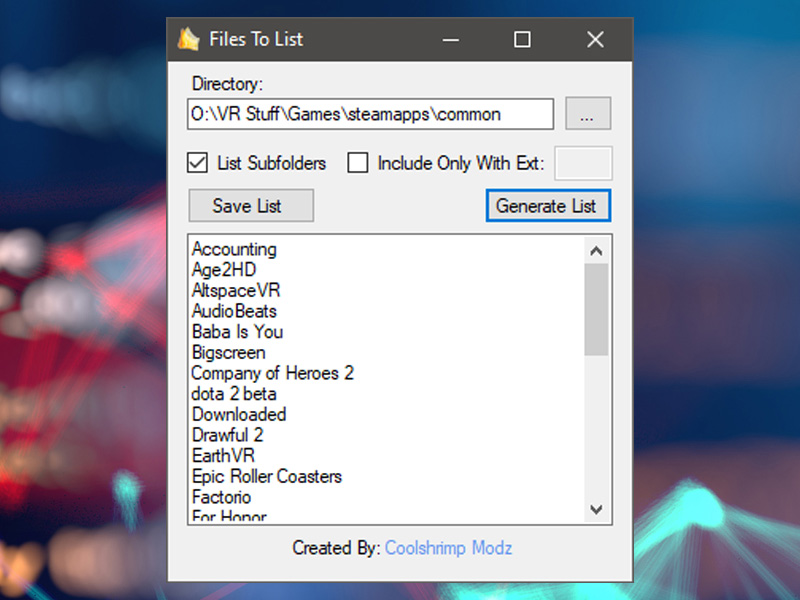 Files To List
Directory:
O:\VR Stuff\Games\steamapps\common
...
List Subfolders Include Only With Ext:
Save List Generate List
Accounting
Age2HD
AltspaceVR
AudioBeats
Baba Is You
Bigscreen
Company of Heroes 2
dota 2 beta
Downloaded
Drawful 2
EarthVR
Epic Roller Coasters
Factorio
For Honor
Created By: Coolshrimp Modz